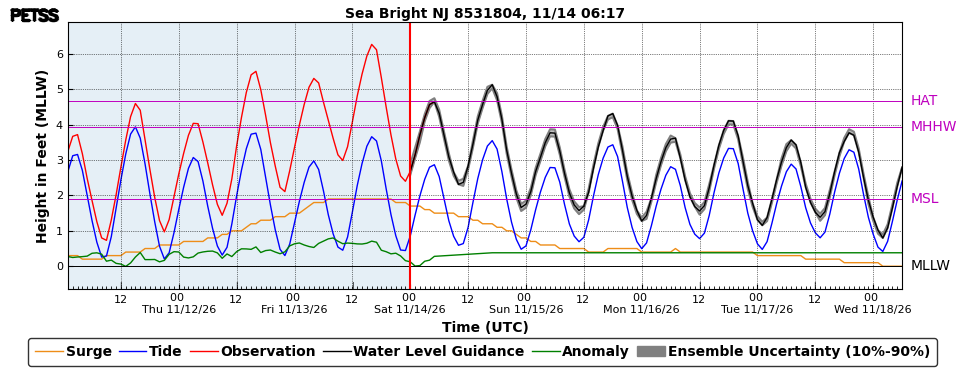 PETSS
Sea Bright NJ 8531804, 11/14 06:17
Height in Feet (MLLW)
6
5
4
3
2
1
0
HAT
MHHW
MSL
MLLW
12 00 12 00 12 00 12 00 12 00 12 00 12 00
Thu 11/12/26 Fri 11/13/26 Sat 11/14/26 Sun 11/15/26 Mon 11/16/26 Tue 11/17/26 Wed 11/18/26
Time (UTC)
Surge Tide Observation Water Level Guidance Anomaly Ensemble Uncertainty (10%-90%)